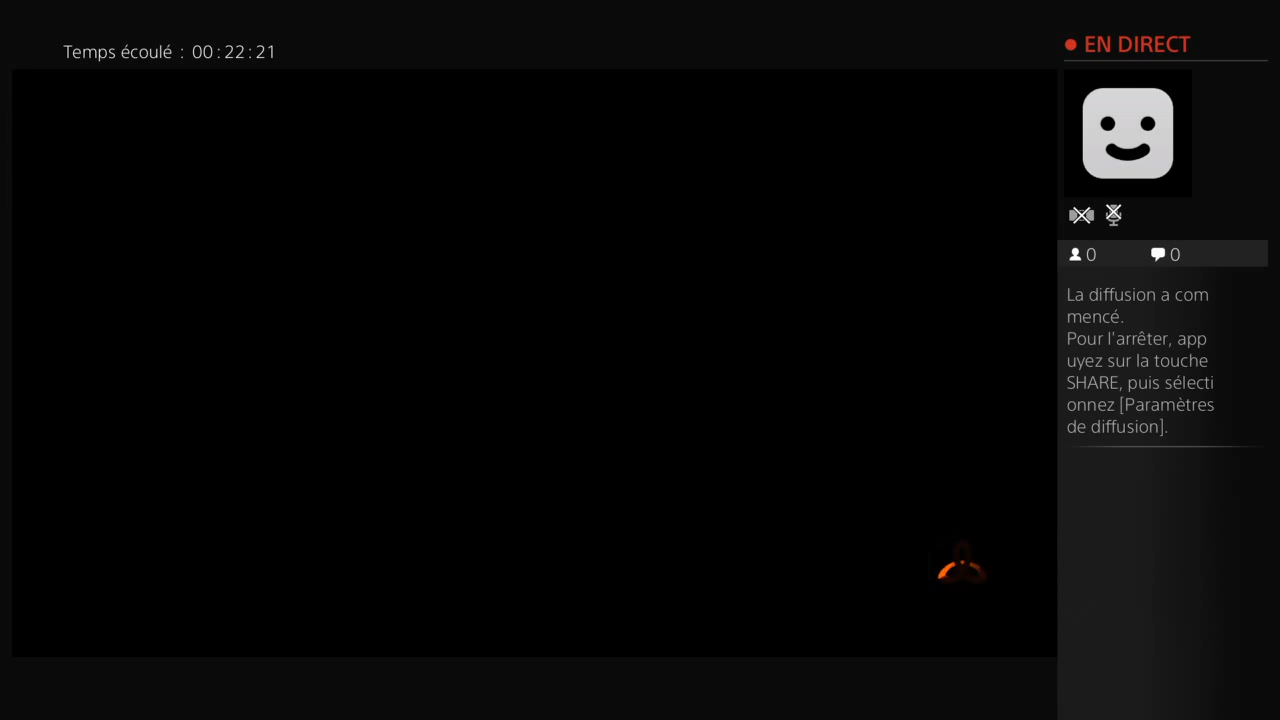 Temps écoulé : 00:22:21
EN DIRECT
0 0
La diffusion a com
mencé.
Pour l'arrêter, app
uyez sur la touche
SHARE, puis sélecti
onnez [Paramètres
de diffusion].